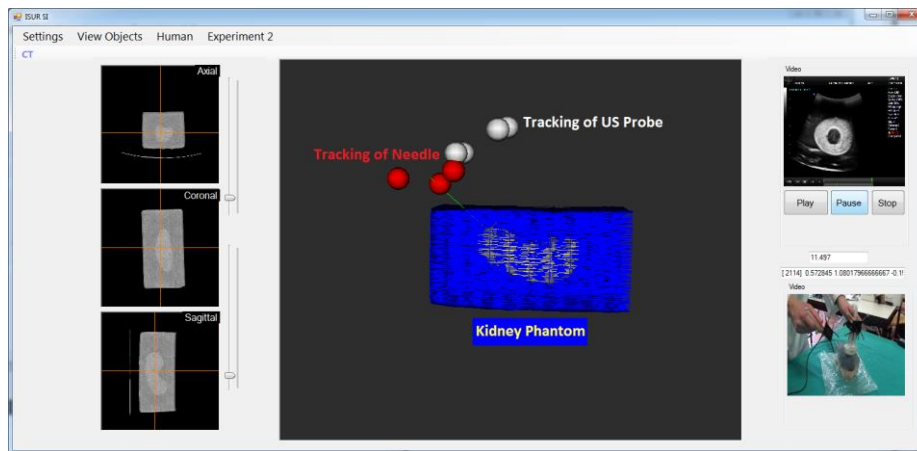 ISUR SI
Settings View Objects Human Experiment 2
CT
Axial
Coronal
Sagittal
Tracking of US Probe
Tracking of Needle
Kidney Phantom
Video
Play Pause Stop
11.497
[ 2114] 0.572845 1.08017966666667 -0.1
Video